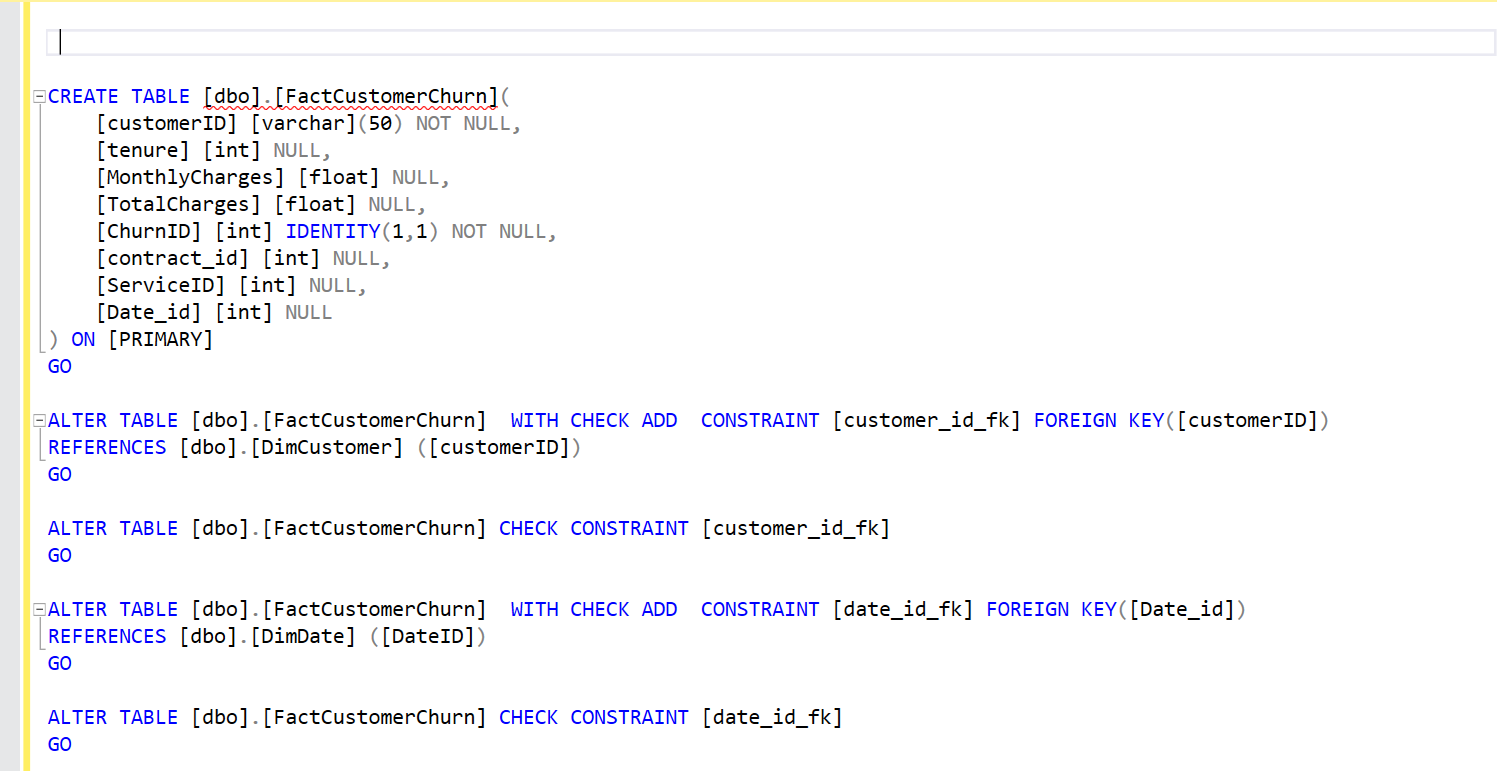 CREATE TABLE [dbo].[FactCustomerChurn](
    [customerID] [varchar](50) NOT NULL,
    [tenure] [int] NULL,
    [MonthlyCharges] [float] NULL,
    [TotalCharges] [float] NULL,
    [ChurnID] [int] IDENTITY(1,1) NOT NULL,
    [contract_id] [int] NULL,
    [ServiceID] [int] NULL,
    [Date_id] [int] NULL
) ON [PRIMARY]
GO
ALTER TABLE [dbo].[FactCustomerChurn]  WITH CHECK ADD  CONSTRAINT [customer_id_fk] FOREIGN KEY([customerID])
REFERENCES [dbo].[DimCustomer] ([customerID])
GO
ALTER TABLE [dbo].[FactCustomerChurn] CHECK CONSTRAINT [customer_id_fk]
GO
ALTER TABLE [dbo].[FactCustomerChurn]  WITH CHECK ADD  CONSTRAINT [date_id_fk] FOREIGN KEY([Date_id])
REFERENCES [dbo].[DimDate] ([DateID])
GO
ALTER TABLE [dbo].[FactCustomerChurn] CHECK CONSTRAINT [date_id_fk]
GO